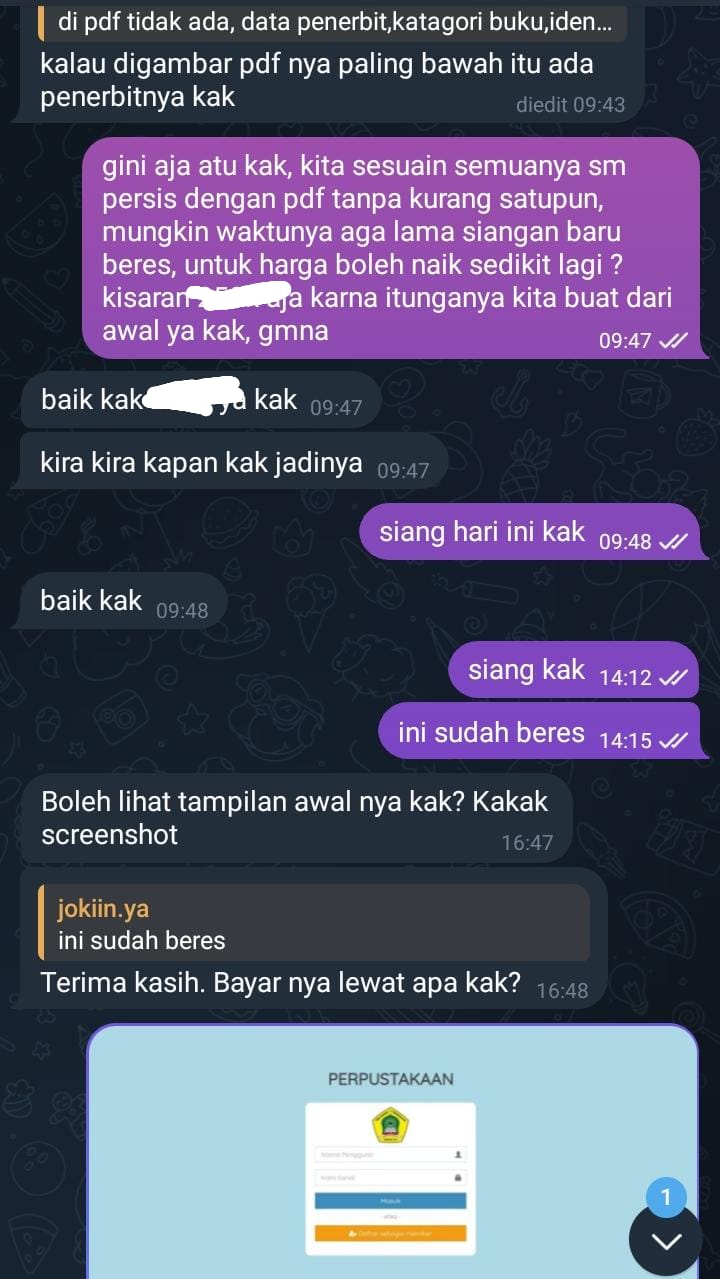 di pdf tidak ada, data penerbit,katagori buku,iden...
kalau digambar pdf nya paling bawah itu ada
penerbitnya kak
diedit 09:43
gini aja atu kak, kita sesuain semuanya sm
persis dengan pdf tanpa kurang satupun,
mungkin waktunya aga lama siangan baru
beres, untuk harga boleh naik sedikit lagi ?
kisaran aja karna itunganya kita buat dari
awal ya kak, gmna
09:47
baik kak ya kak 09:47
kira kira kapan kak jadinya 09:47
siang hari ini kak 09:48
baik kak 09:48
siang kak 14:12
ini sudah beres 14:15
Boleh lihat tampilan awal nya kak? Kakak
screenshot
16:47
jokiin.ya
ini sudah beres
Terima kasih. Bayar nya lewat apa kak? 16:48
PERPUSTAKAAN
Nama Pengguna
Kata Sandi
Masuk
- atau -
Daftar sebagai member
1